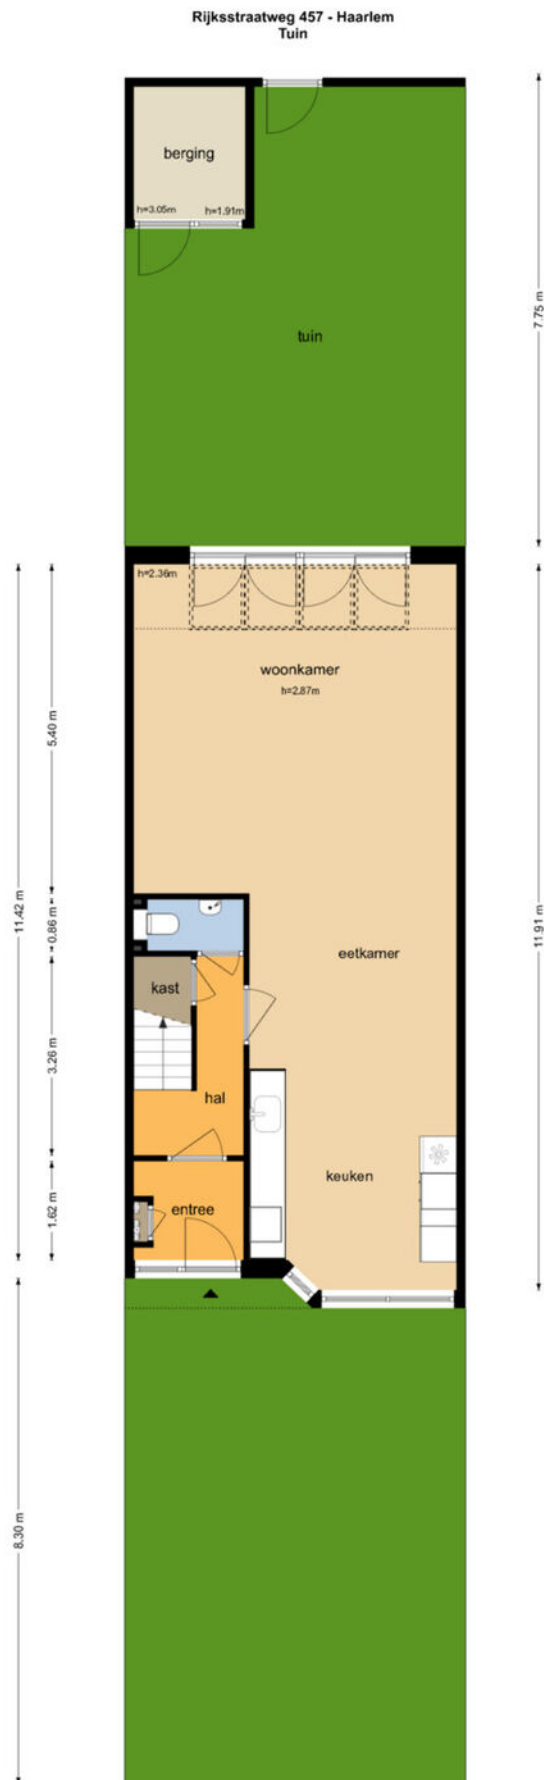 Rijksstraatweg 457 - Haarlem
Tuin
berging
h=3.05m
h=1.91m
7.75 m
tuin
h=2.36m
woonkamer
h=2.87m
5.40 m
11.42 m
0.86 m
11.91 m
eetkamer
kast
3.26 m
hal
keuken
1.62 m
entree
8.30 m